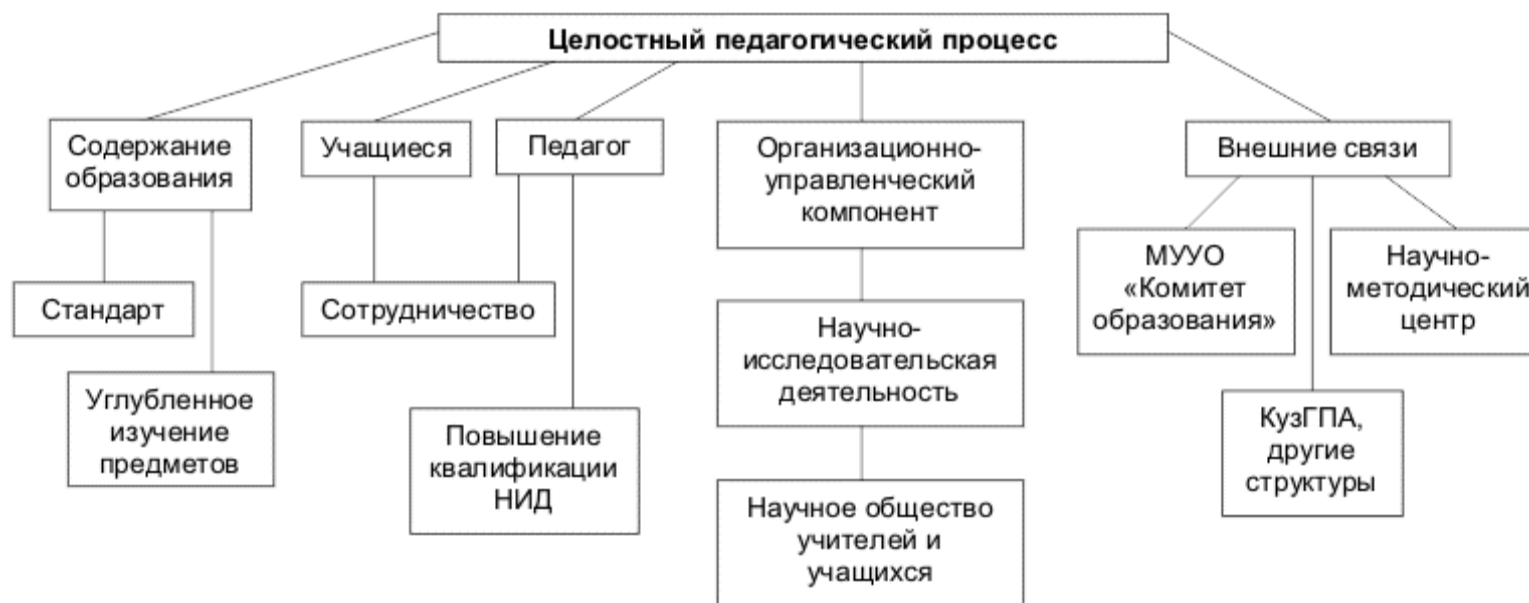 Целостный педагогический процесс
Содержание
образования
Учащиеся
Педагог
Организационно-
управленческий
компонент
Внешние связи
Стандарт
Сотрудничество
Углубленное
изучение
предметов
Повышение
квалификации
НИД
Научно-
исследовательская
деятельность
Научное общество
учителей и
учащихся
МУУО
«Комитет
образования»
Научно-
методический
центр
КузГПА,
другие
структуры